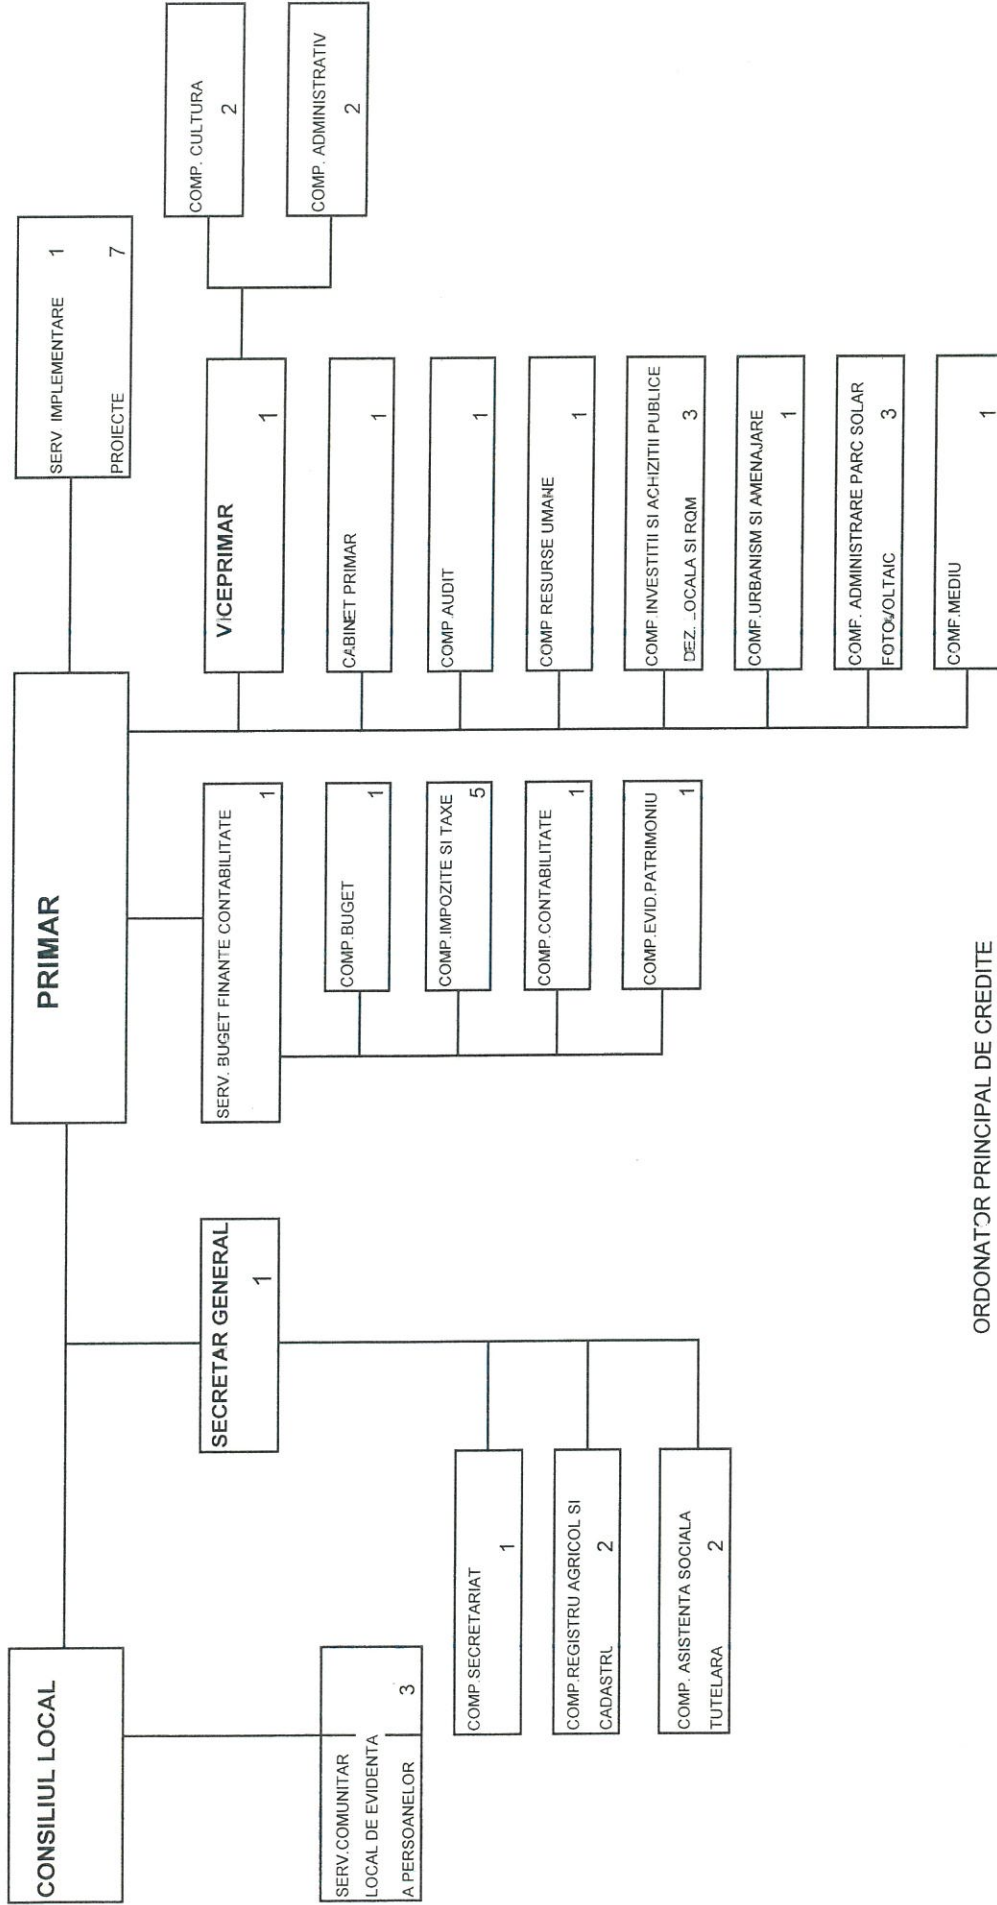 CONSILIUL LOCAL
PRIMAR
SERV. IMPLEMENTARE 1
PROIECTE 7
SERV.COMUNITAR
LOCAL DE EVIDENTA 3
A PERSOANELOR
SECRETAR GENERAL
1
COMP.SECRETARIAT
1
COMP.REGISTRU AGRICOL SI
CADASTRU 2
COMP. ASISTENTA SOCIALA
TUTELARA 2
SERV. BUGET FINANTE CONTABILITATE
1
COMP.BUGET
1
COMP.IMPOZITE SI TAXE
5
COMP.CONTABILITATE
1
COMP.EVID.PATRIMONIU
1
VICEPRIMAR
1
COMP. CULTURA
2
COMP. ADMINISTRATIV
2
CABINET PRIMAR
1
COMP.AUDIT
1
COMP RESURSE UMANE
1
COMP.INVESTITII SI ACHIZITII PUBLICE
DEZ. LOCALA SI RQM 3
COMP.URBANISM SI AMENAJARE
1
COMP. ADMINISTRARE PARC SOLAR
FOTOVOLTAIC 3
COMP.MEDIU
1
ORDONATOR PRINCIPAL DE CREDITE